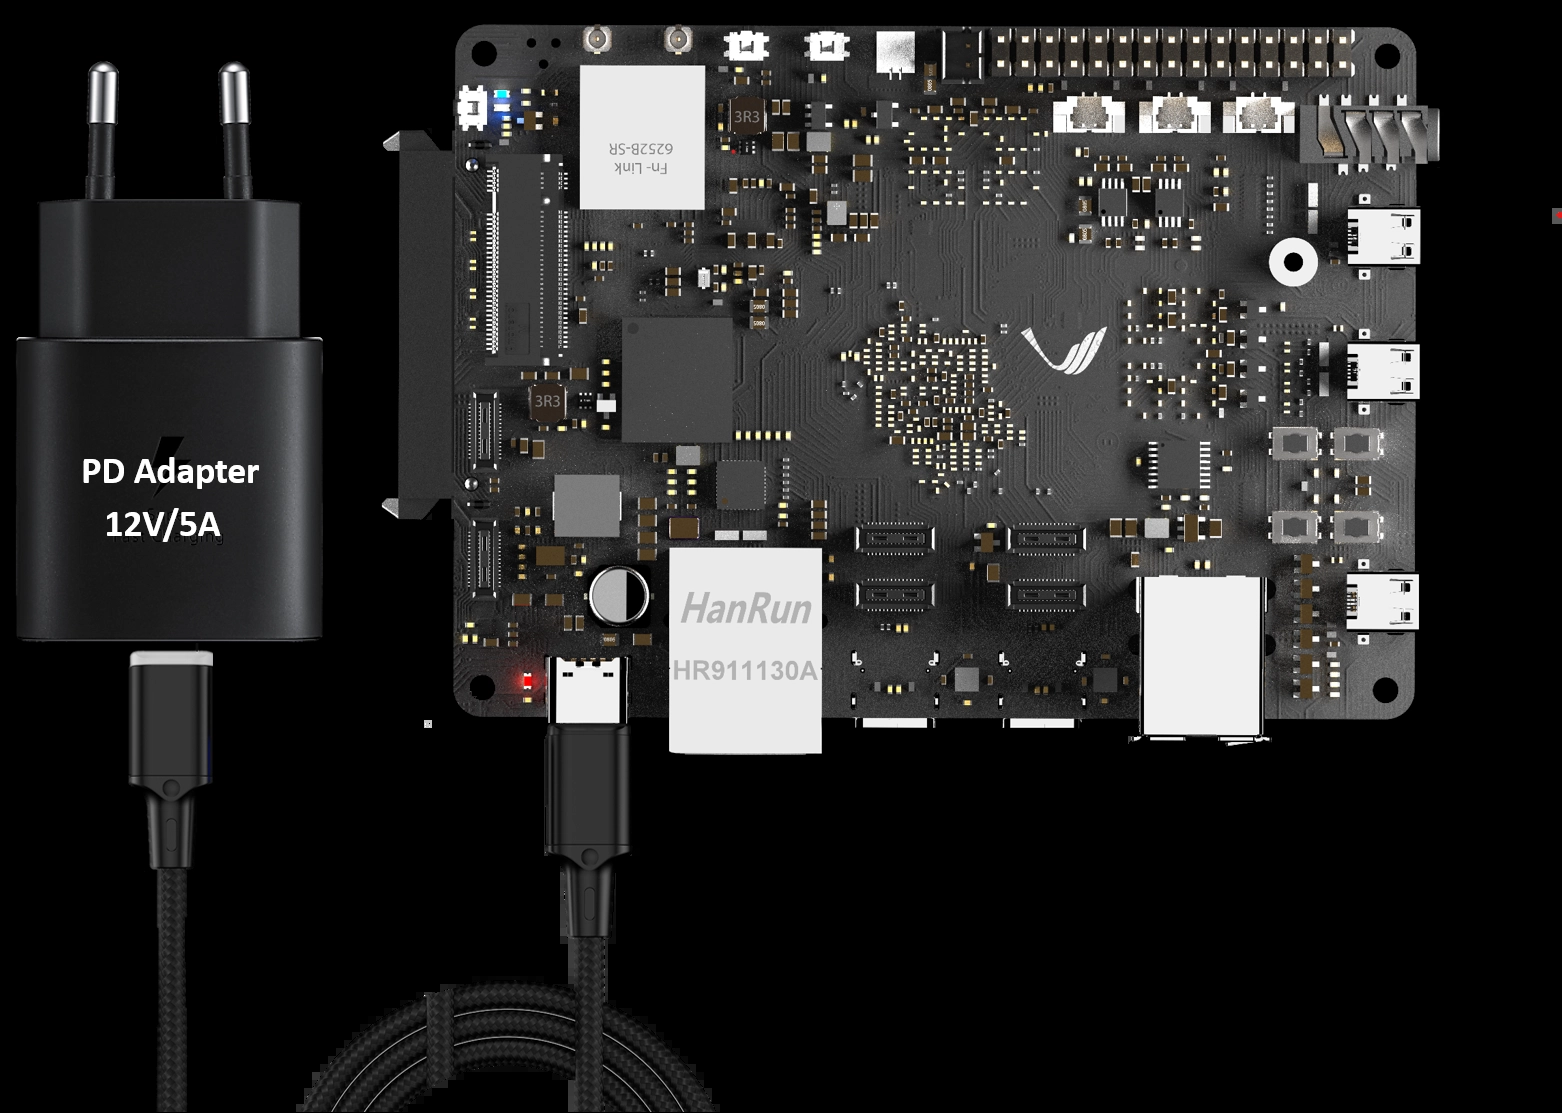 Fn- Link
6252B-SR
3R3
3R3
PD Adapter
12V/5A
HanRun
HR911130A